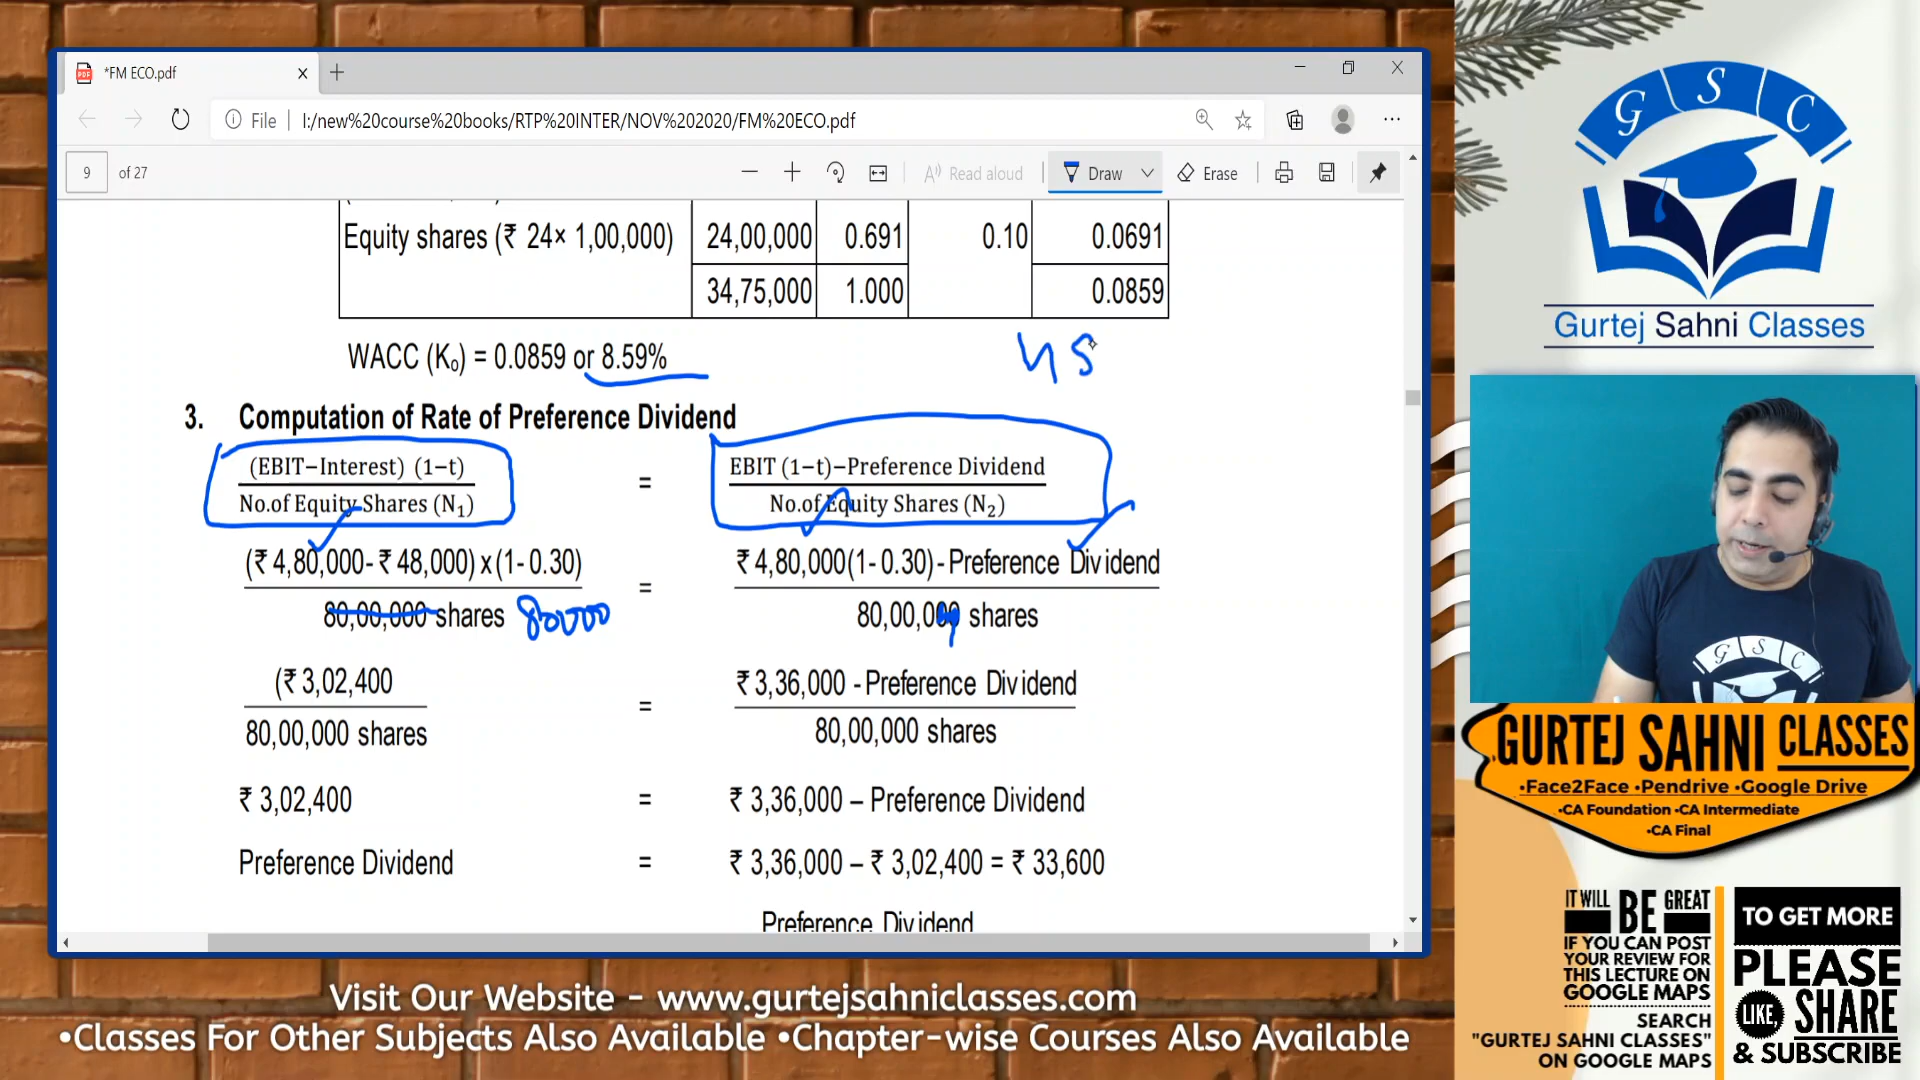 *FM ECO.pdf
File
I:/new%20course%20books/RTP%20INTER/NOV%202020/FM%20ECO.pdf
9 of 27
Read aloud
Draw
Erase
Equity shares (₹ 24× 1,00,000) 24,00,000 0.691 0.10 0.0691
34,75,000 1.000 0.0859
WACC (Kₒ) = 0.0859 or 8.59%
3. Computation of Rate of Preference Dividend
(EBIT−Interest) (1−t)
No.of Equity Shares (N₁)
=
EBIT (1−t)−Preference Dividend
No.of Equity Shares (N₂)
(₹ 4,80,000-₹ 48,000) x (1- 0.30)
80,00,000 shares 80000
=
₹ 4,80,000(1- 0.30) - Preference Dividend
80,00,000 shares
(₹ 3,02,400
80,00,000 shares
=
₹ 3,36,000 - Preference Dividend
80,00,000 shares
₹ 3,02,400 = ₹ 3,36,000 – Preference Dividend
Preference Dividend = ₹ 3,36,000 – ₹ 3,02,400 = ₹ 33,600
Preference Dividend
G S C
Gurtej Sahni Classes
G S C
GURTEJ SAHNI CLASSES
•Face2Face •Pendrive •Google Drive
•CA Foundation •CA Intermediate
•CA Final
IT WILL BE GREAT
IF YOU CAN POST
YOUR REVIEW FOR
THIS LECTURE ON
GOOGLE MAPS
SEARCH
"GURTEJ SAHNI CLASSES"
ON GOOGLE MAPS
TO GET MORE
PLEASE
LIKE, SHARE
& SUBSCRIBE
Visit Our Website - www.gurtejsahniclasses.com
•Classes For Other Subjects Also Available •Chapter-wise Courses Also Available